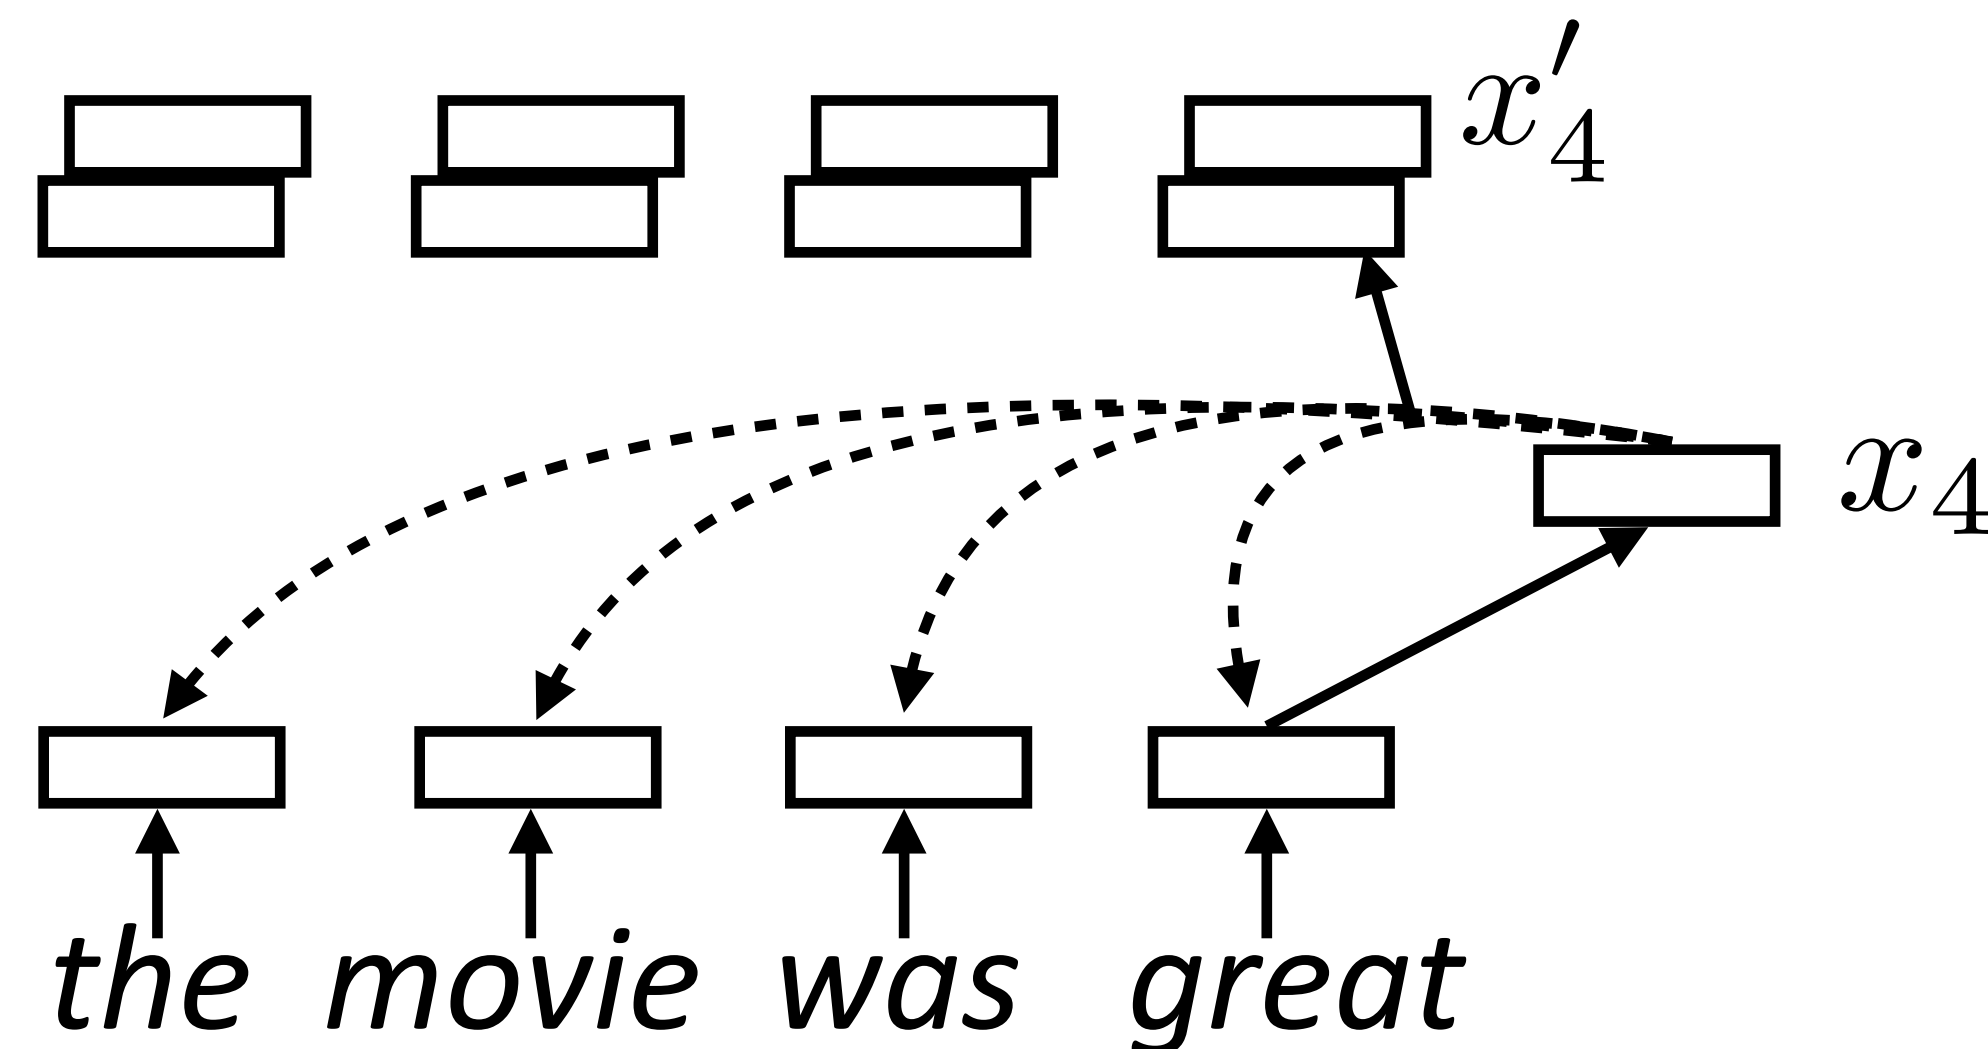 x′₄
x₄
the movie was great